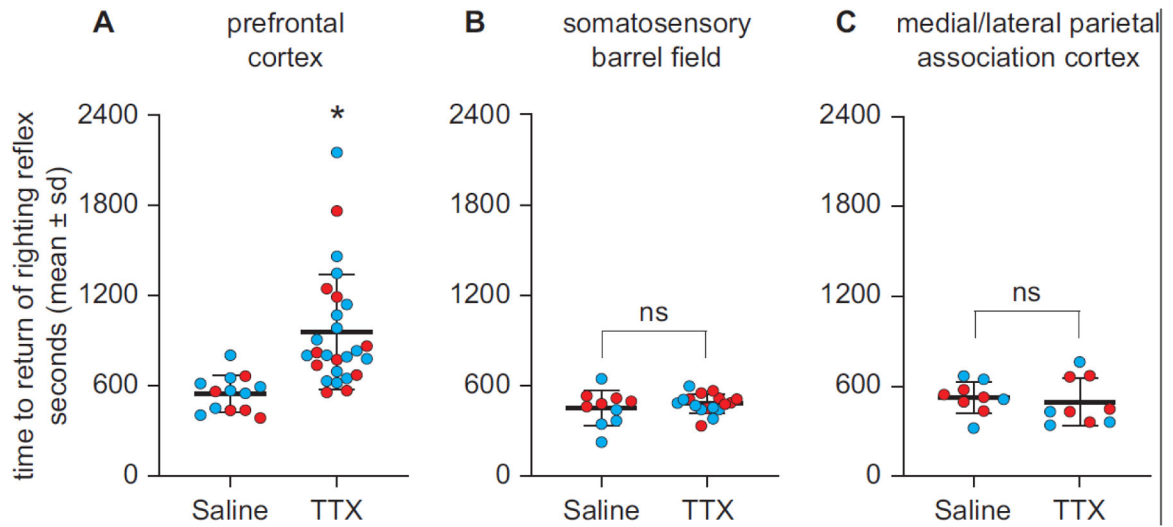 A prefrontal
cortex
B somatosensory
barrel field
C medial/lateral parietal
association cortex
time to return of righting reflex
seconds (mean ± sd)
2400
1800
1200
600
0
*
Saline TTX
2400
1800
1200
600
0
ns
Saline TTX
2400
1800
1200
600
0
ns
Saline TTX